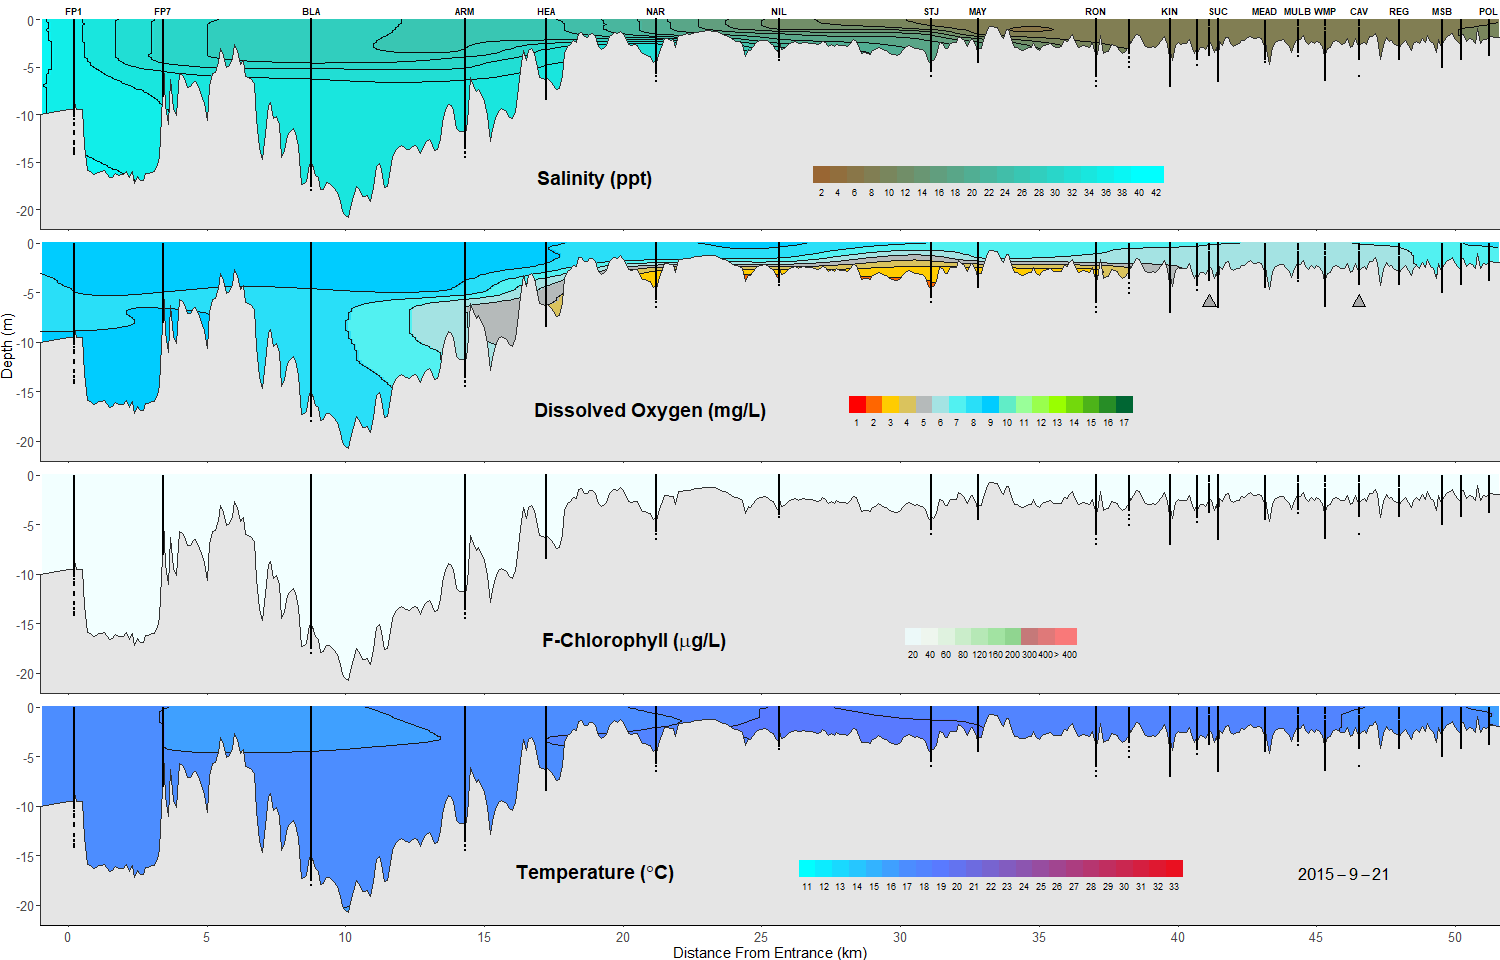 FP1 FP7 BLA ARM HEA NAR NIL STJ MAY RON KIN SUC MEAD MULB WMP CAV REG MSB POL
0
-5
-10
-15
-20
Salinity (ppt)
2 4 6 8 10 12 14 16 18 20 22 24 26 28 30 32 34 36 38 40 42
0
-5
-10
-15
-20
Depth (m)
Dissolved Oxygen (mg/L)
1 2 3 4 5 6 7 8 9 10 11 12 13 14 15 16 17
0
-5
-10
-15
-20
F-Chlorophyll (μg/L)
20 40 60 80 120 160 200 300 400 > 400
0
-5
-10
-15
-20
Temperature (°C)
11 12 13 14 15 16 17 18 19 20 21 22 23 24 25 26 27 28 29 30 31 32 33
2015-9-21
0 5 10 15 20 25 30 35 40 45 50
Distance From Entrance (km)